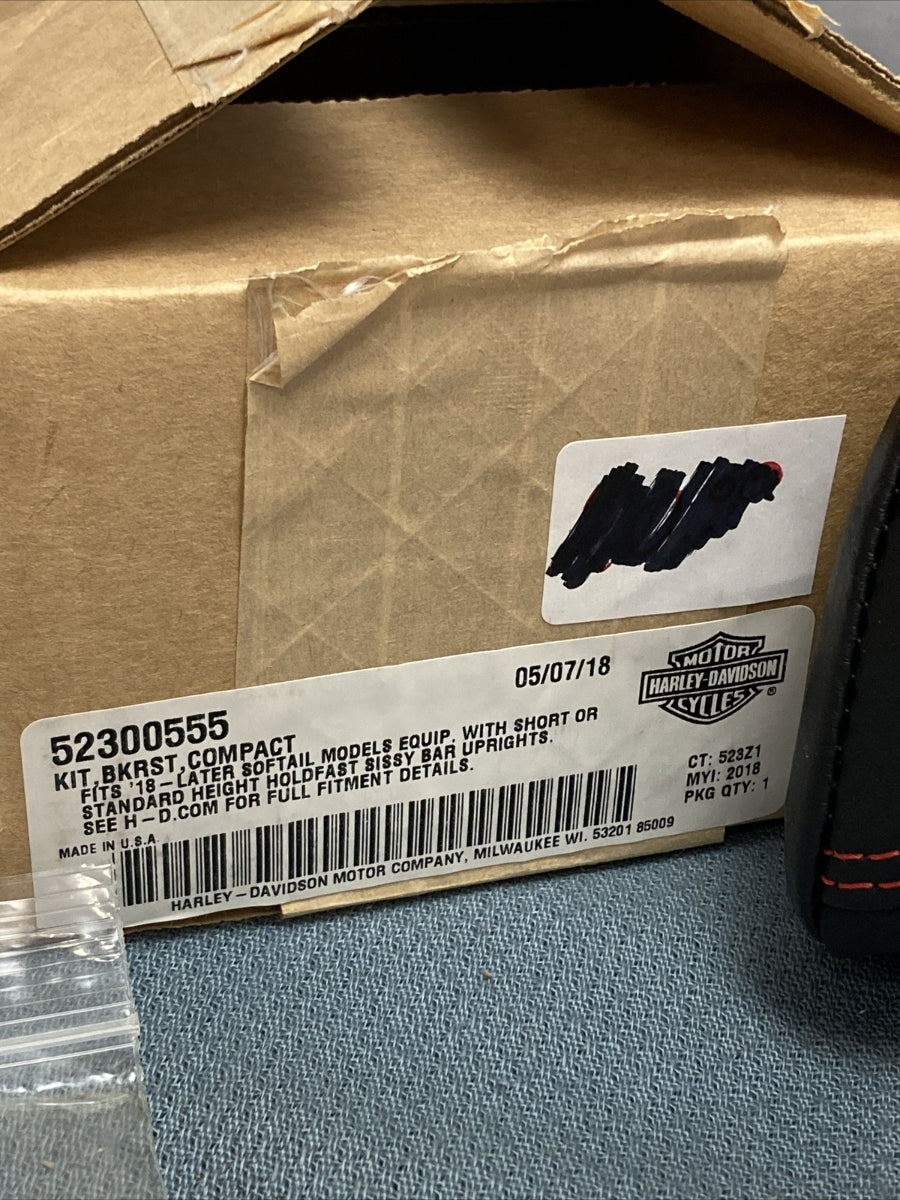 05/07/18
MOTOR
HARLEY-DAVIDSON
CYCLES
®
52300555
KIT,BKRST,COMPACT
FITS '18-LATER SOFTAIL MODELS EQUIP. WITH SHORT OR
STANDARD HEIGHT HOLDFAST SISSY BAR UPRIGHTS.
SEE H-D.COM FOR FULL FITMENT DETAILS.
CT: 523Z1
MYI: 2018
PKG QTY: 1
MADE IN U.S.A.
HARLEY-DAVIDSON MOTOR COMPANY, MILWAUKEE WI. 53201 85009